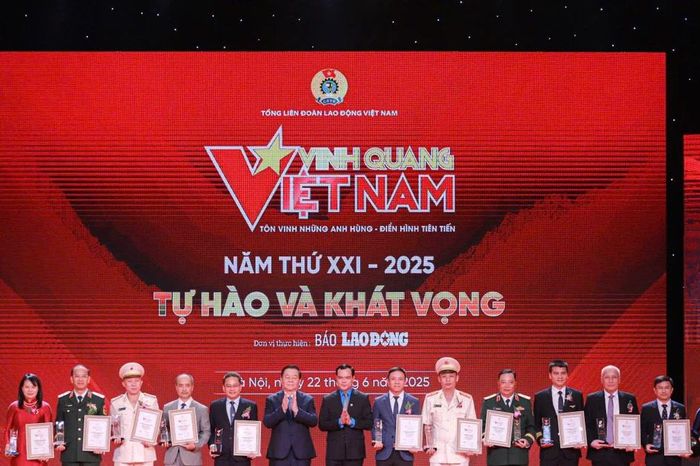 TỔNG LIÊN ĐOÀN LAO ĐỘNG VIỆT NAM
VINH QUANG
VIỆT NAM
TÔN VINH NHỮNG ANH HÙNG - ĐIỂN HÌNH TIÊN TIẾN
NĂM THỨ XXI - 2025
TỰ HÀO VÀ KHÁT VỌNG
Đơn vị thực hiện: BÁO LAO ĐỘNG
Hà Nội, ngày 22 tháng 6 năm 2025